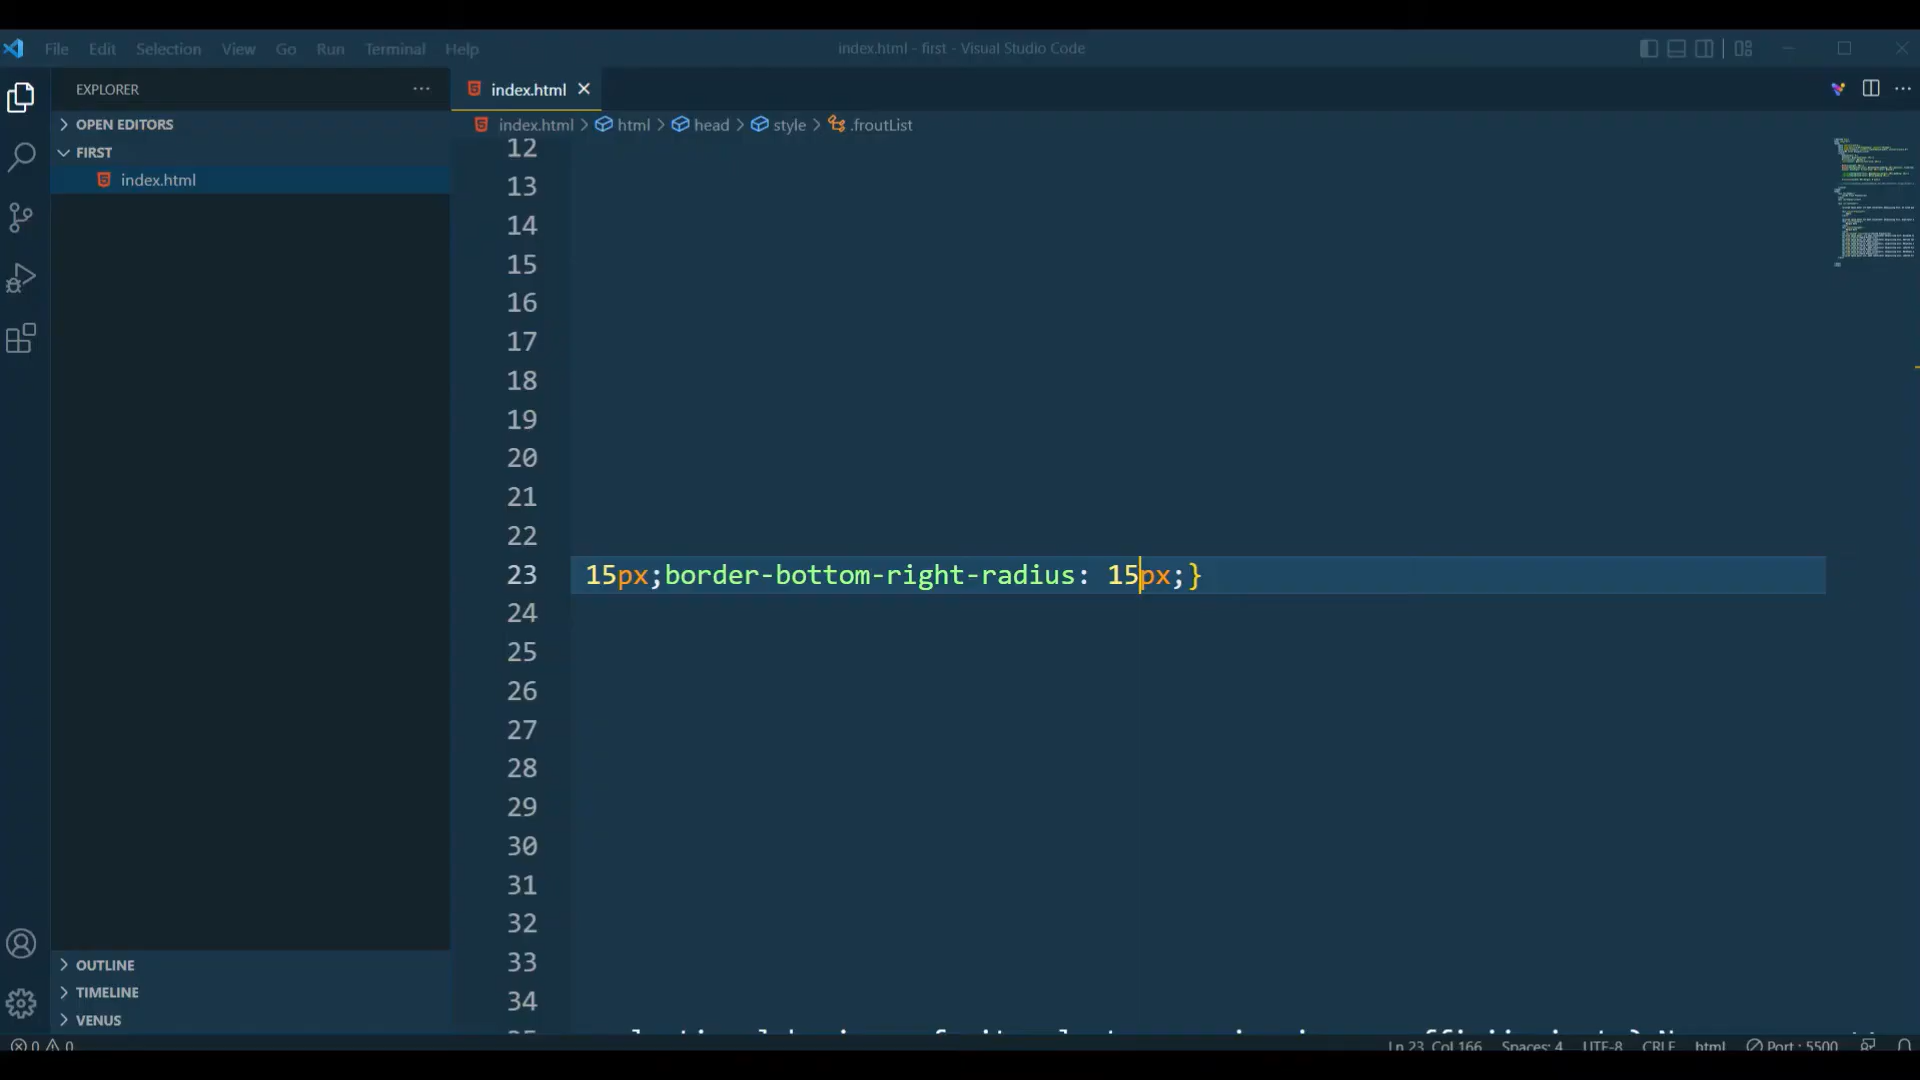 File Edit Selection View Go Run Terminal Help
index.html - first - Visual Studio Code
EXPLORER
index.html
OPEN EDITORS
index.html > html > head > style > .froutList
FIRST
index.html
12
13
14
15
16
17
18
19
20
21
22
23 15px;border-bottom-right-radius: 15px;}
24
25
26
27
28
29
30
31
32
33
34
OUTLINE
TIMELINE
VENUS
0 0
Ln 23, Col 166 Spaces: 4 UTF-8 CRLF html Port : 5500